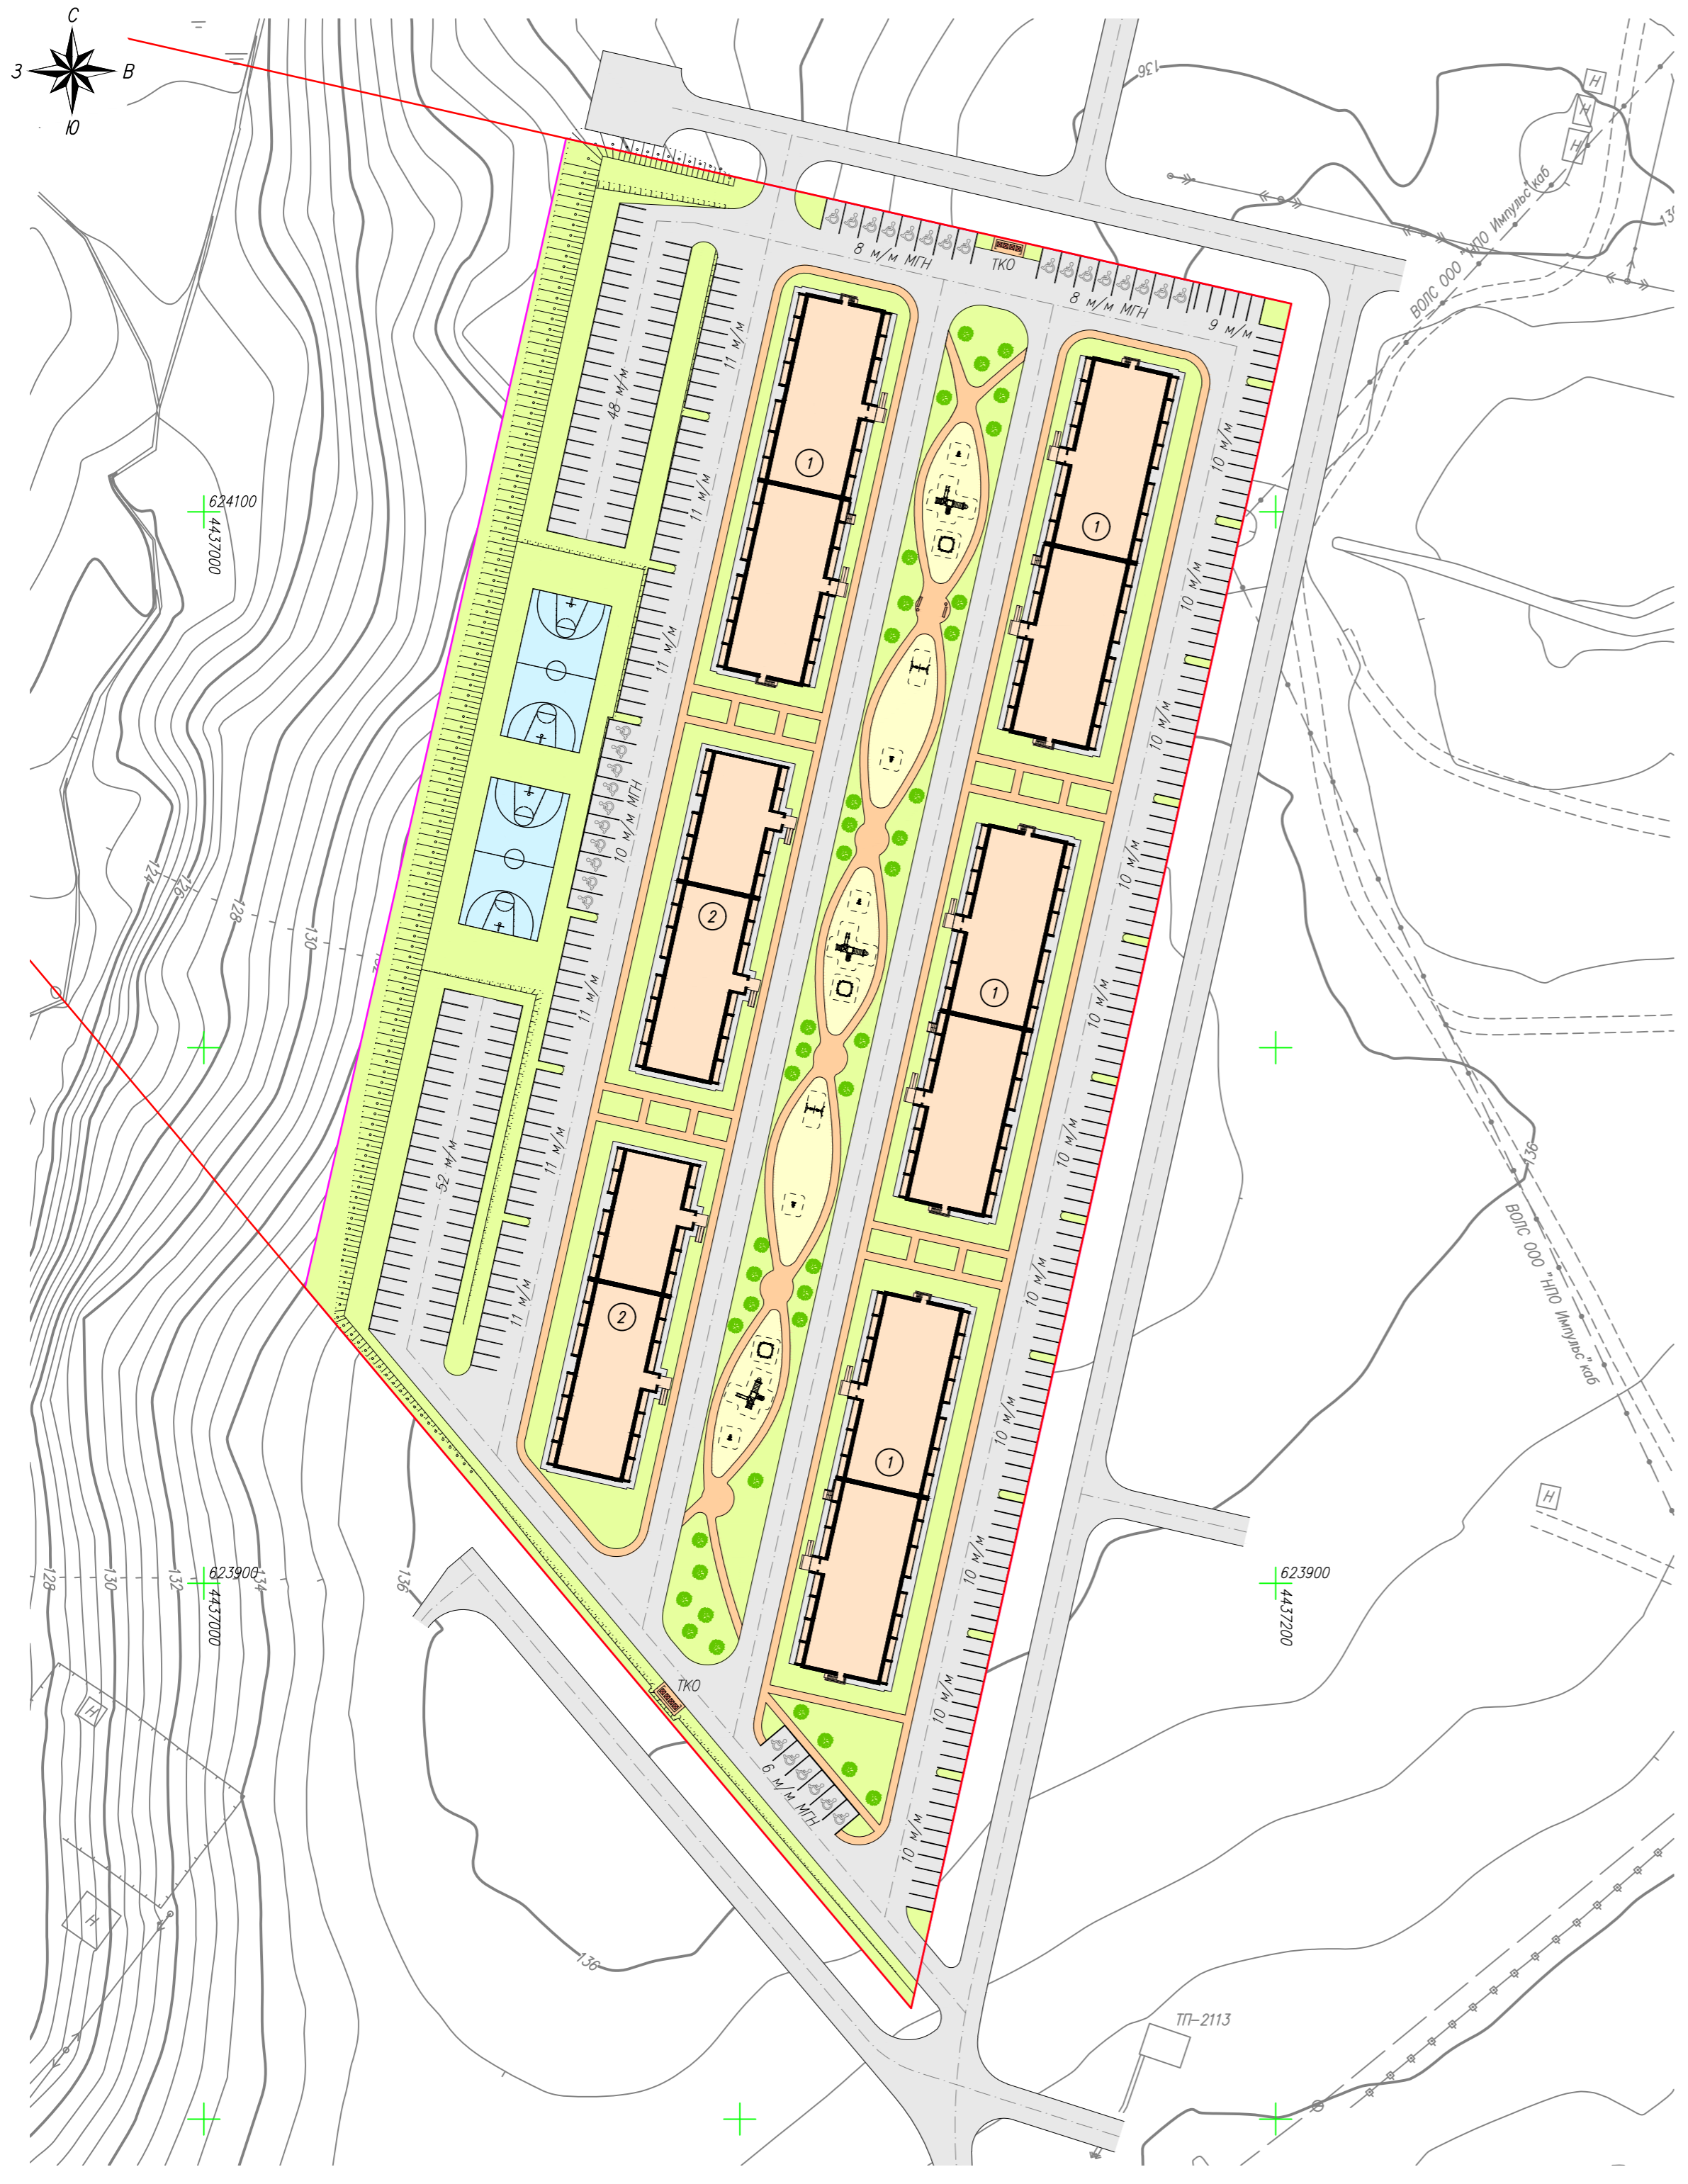 С
З
В
Ю
136
Н
Н
Н
ВОЛС ООО "НПО Импульс"каб
8 м/м МГН
ТКО
8 м/м МГН
9 м/м
11 м/м
48 м/м
1
10 м/м
624100
4437000
11 м/м
1
10 м/м
11 м/м
10 м/м
10 м/м МГН
10 м/м
124
126
128
130
2
11 м/м
1
10 м/м
52 м/м
11 м/м
10 м/м
136
ВОЛС ООО "НПО Импульс"каб
11 м/м
2
10 м/м
10 м/м
1
Н
128
130
132
623900
4437000
134
136
10 м/м
623900
4437200
Н
ТКО
10 м/м
6 м/м МГН
10 м/м
Н
136
ТП-2113